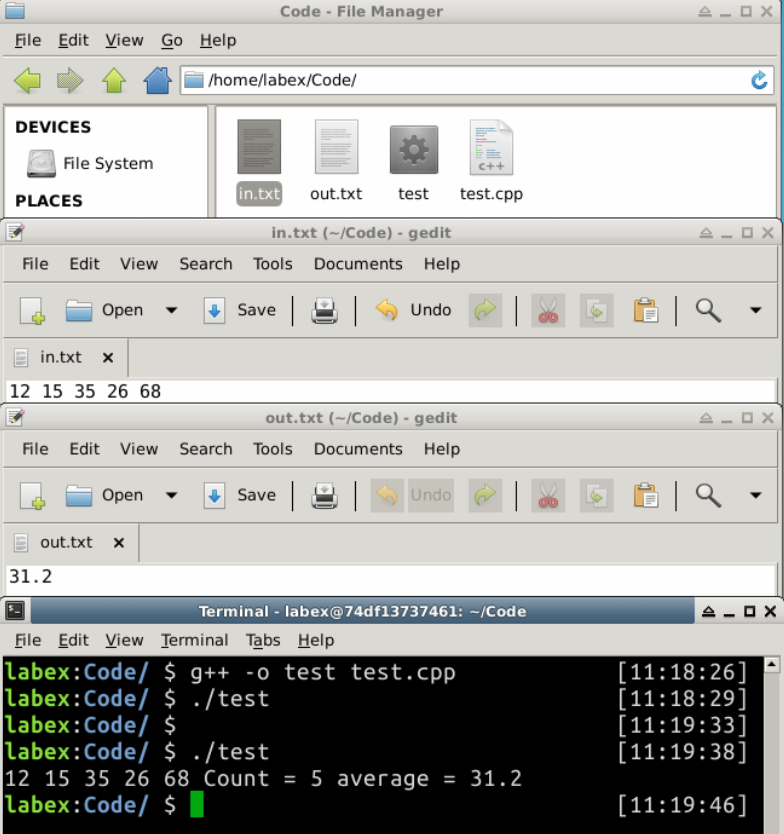 Code - File Manager
File Edit View Go Help
/home/labex/Code/
DEVICES
File System
PLACES
in.txt out.txt test test.cpp
c++
in.txt (~/Code) - gedit
File Edit View Search Tools Documents Help
Open Save Undo
in.txt
12 15 35 26 68
out.txt (~/Code) - gedit
File Edit View Search Tools Documents Help
Open Save Undo
out.txt
31.2
Terminal - labex@74df13737461: ~/Code
File Edit View Terminal Tabs Help
labex:Code/ $ g++ -o test test.cpp [11:18:26]
labex:Code/ $ ./test [11:18:29]
labex:Code/ $ [11:19:33]
labex:Code/ $ ./test [11:19:38]
12 15 35 26 68 Count = 5 average = 31.2
labex:Code/ $ [11:19:46]